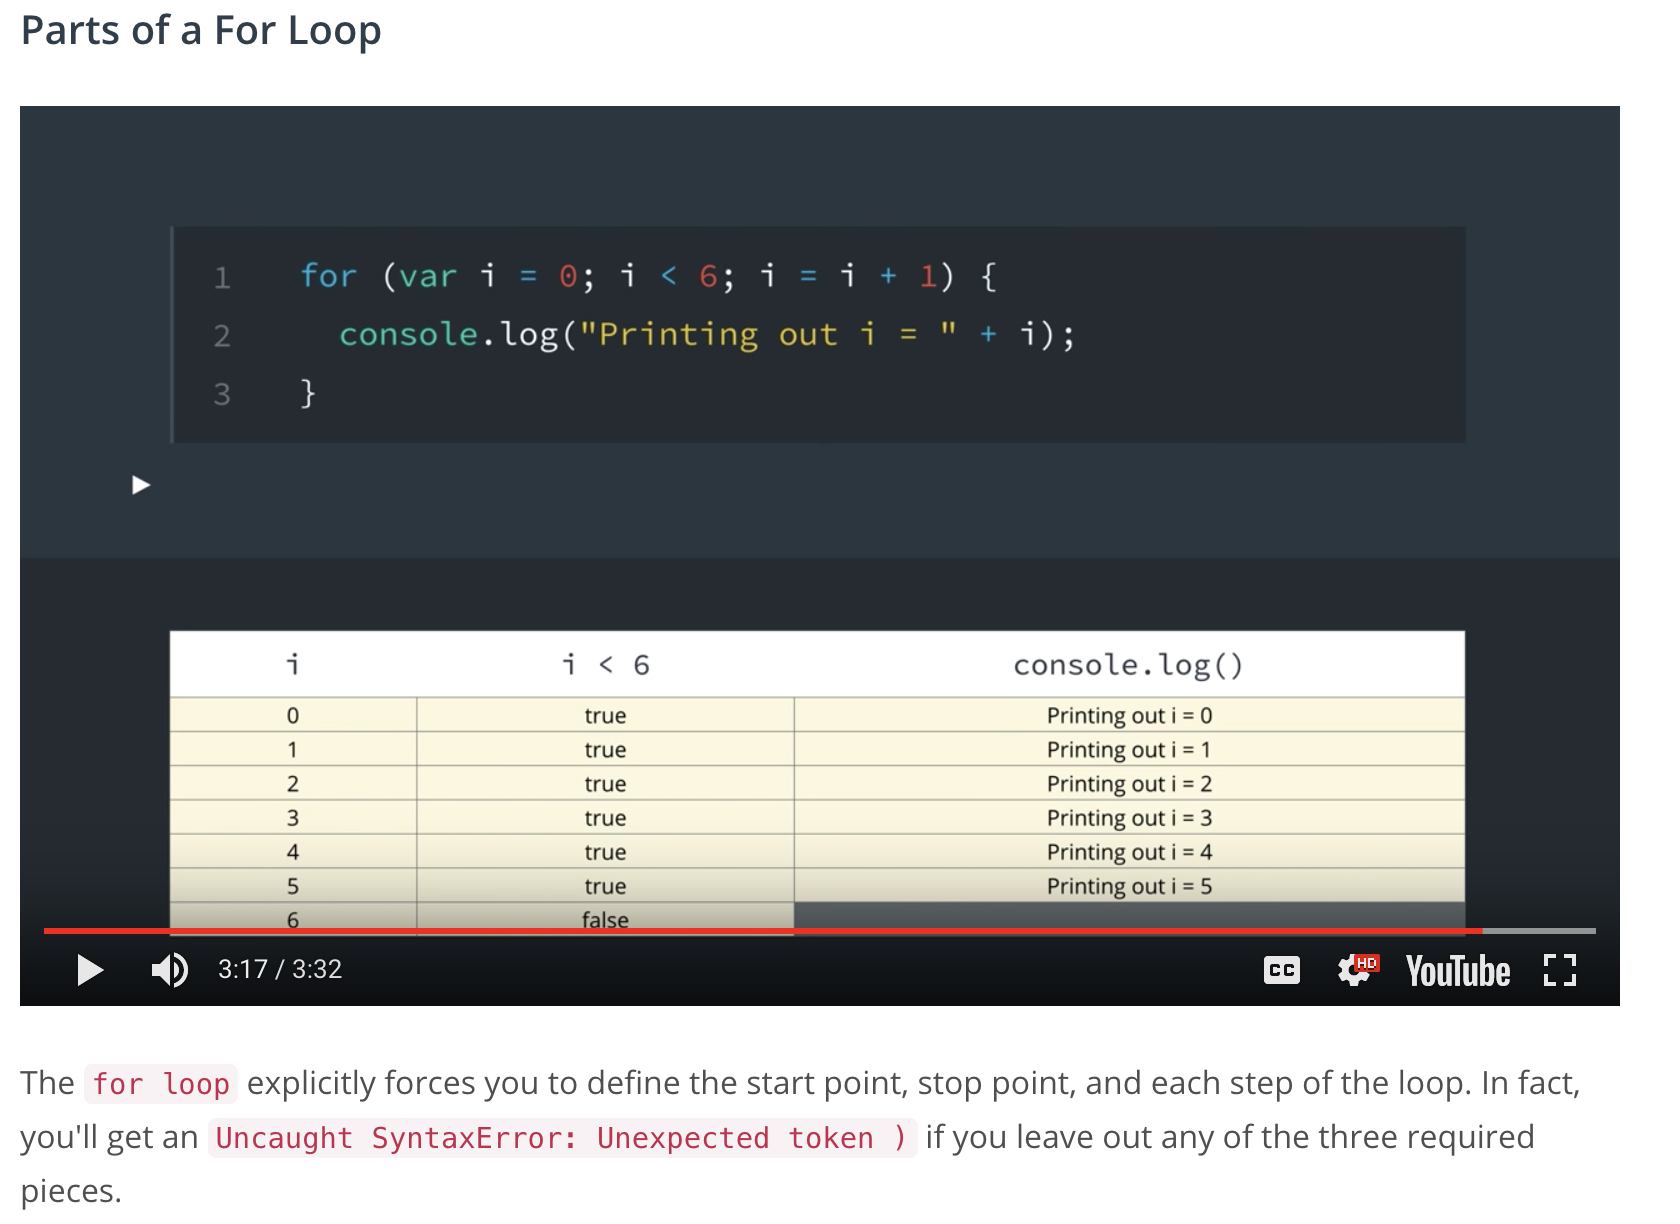 Parts of a For Loop
1 for (var i = 0; i < 6; i = i + 1) {
2 console.log("Printing out i = " + i);
3 }
i i < 6 console.log()
0 true Printing out i = 0
1 true Printing out i = 1
2 true Printing out i = 2
3 true Printing out i = 3
4 true Printing out i = 4
5 true Printing out i = 5
6 false
3:17 / 3:32 CC HD YouTube
The for loop explicitly forces you to define the start point, stop point, and each step of the loop. In fact,
you'll get an Uncaught SyntaxError: Unexpected token ) if you leave out any of the three required
pieces.